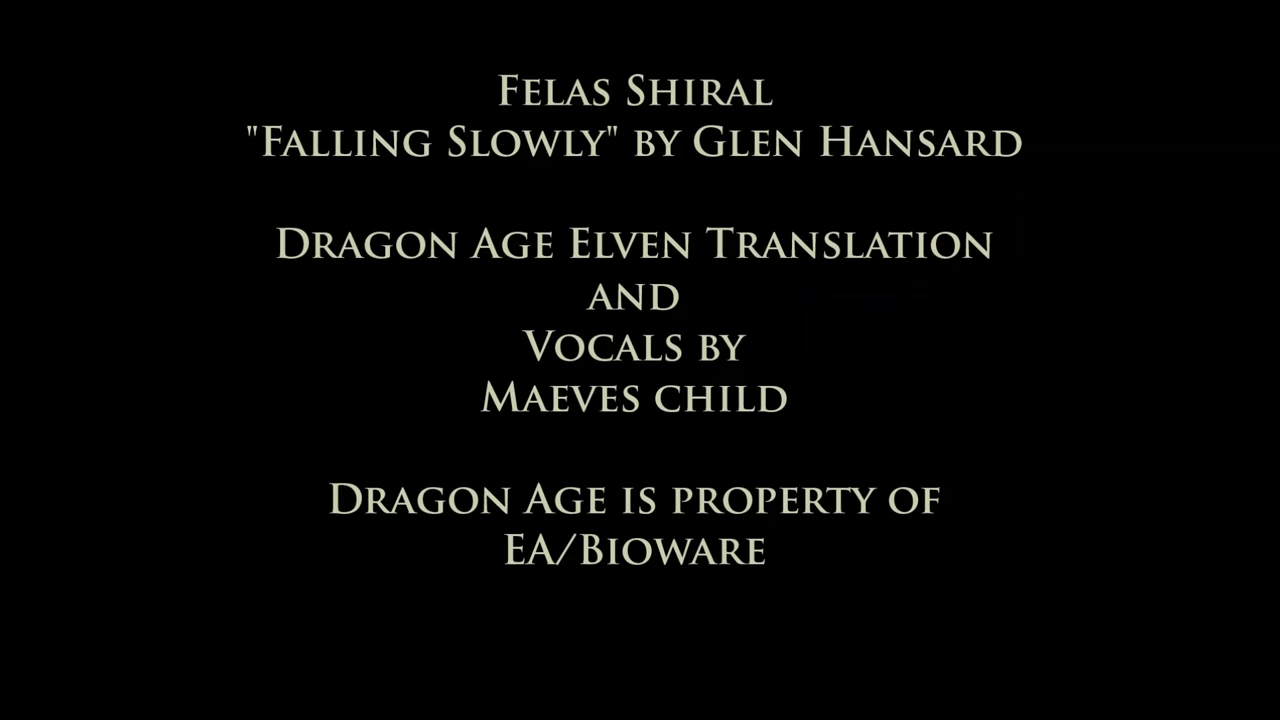 Felas Shiral
"Falling Slowly" by Glen Hansard
Dragon Age Elven Translation
and
Vocals by
Maeves child
Dragon Age is property of
EA/Bioware